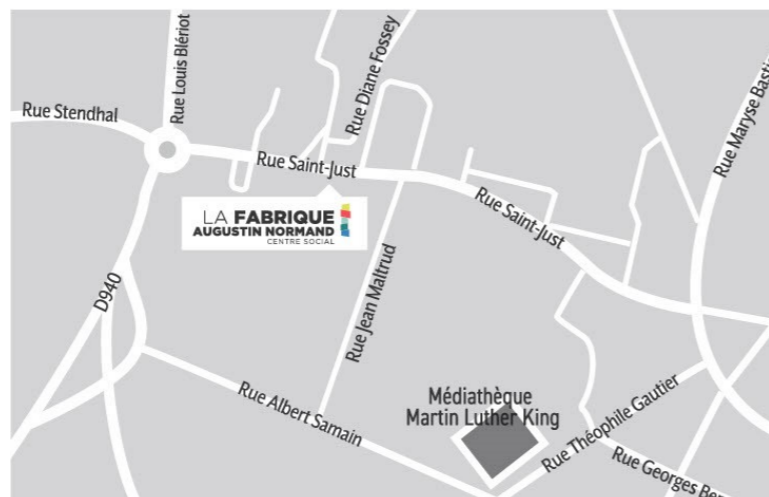 Rue Louis Blériot
Rue Diane Fossey
Rue Stendhal
Rue Saint-Just
Rue Maryse
LA FABRIQUE
AUGUSTIN NORMAND
CENTRE SOCIAL
Rue Saint-Just
D940
Rue Jean Maltrud
Rue Albert Samain
Médiathèque
Martin Luther King
Rue Théophile Gautier
Rue Georges